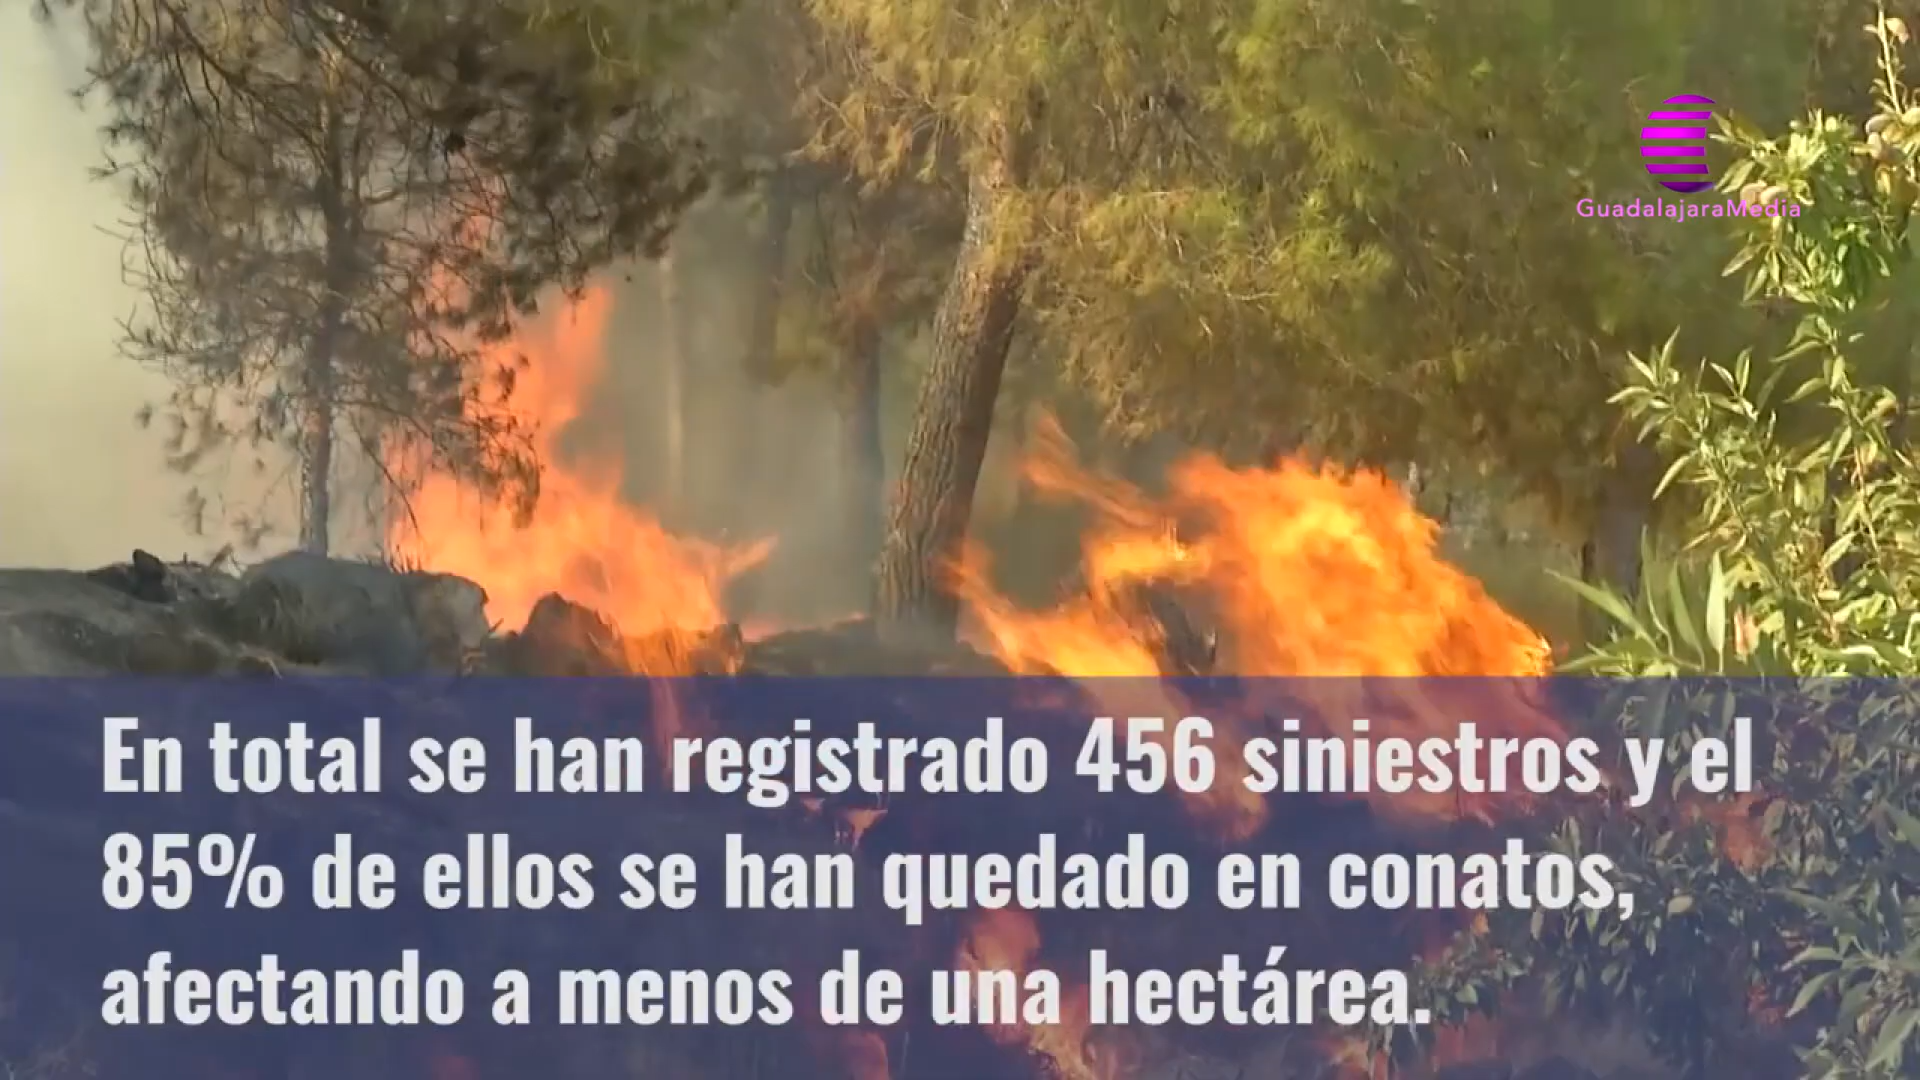 GuadalajaraMedia
En total se han registrado 456 siniestros y el
85% de ellos se han quedado en conatos,
afectando a menos de una hectárea.